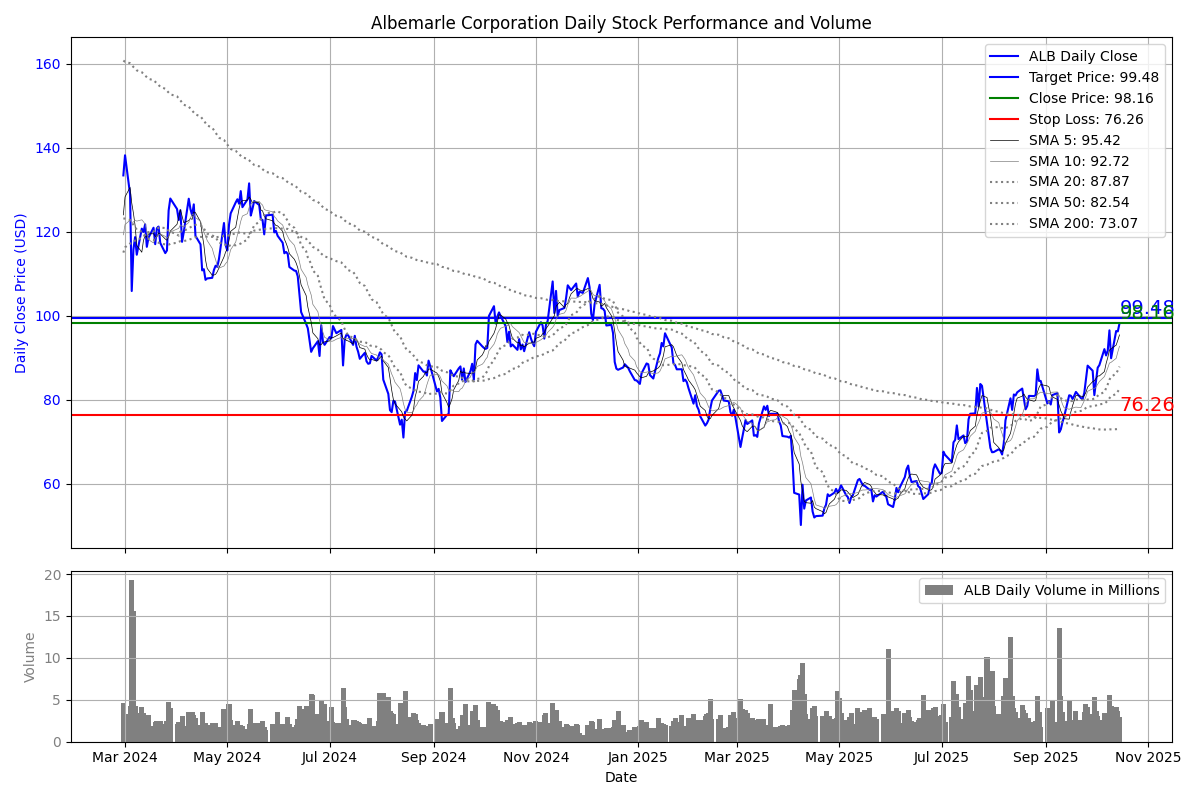 Albemarle Corporation Daily Stock Performance and Volume
Daily Close Price (USD)
160
140
120
100
80
60
ALB Daily Close
Target Price: 99.48
Close Price: 98.16
Stop Loss: 76.26
SMA 5: 95.42
SMA 10: 92.72
SMA 20: 87.87
SMA 50: 82.54
SMA 200: 73.07
99.48
98.16
76.26
Volume
20
15
10
5
0
ALB Daily Volume in Millions
Mar 2024 May 2024 Jul 2024 Sep 2024 Nov 2024 Jan 2025 Mar 2025 May 2025 Jul 2025 Sep 2025 Nov 2025
Date